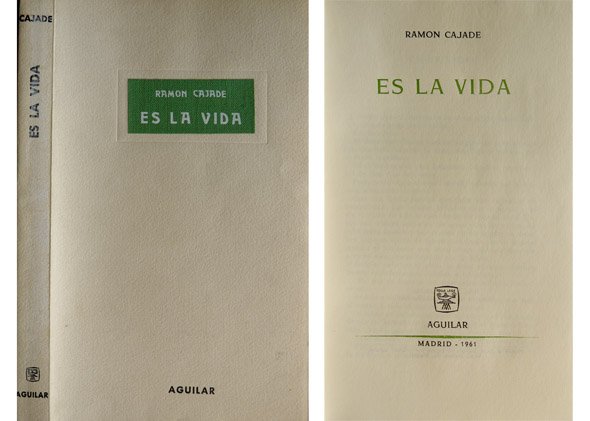 CAJADE
ES LA VIDA
AGUILAR
RAMON CAJADE
ES LA VIDA
AGUILAR
RAMON CAJADE
ES LA VIDA
AGUILAR
MADRID - 1961